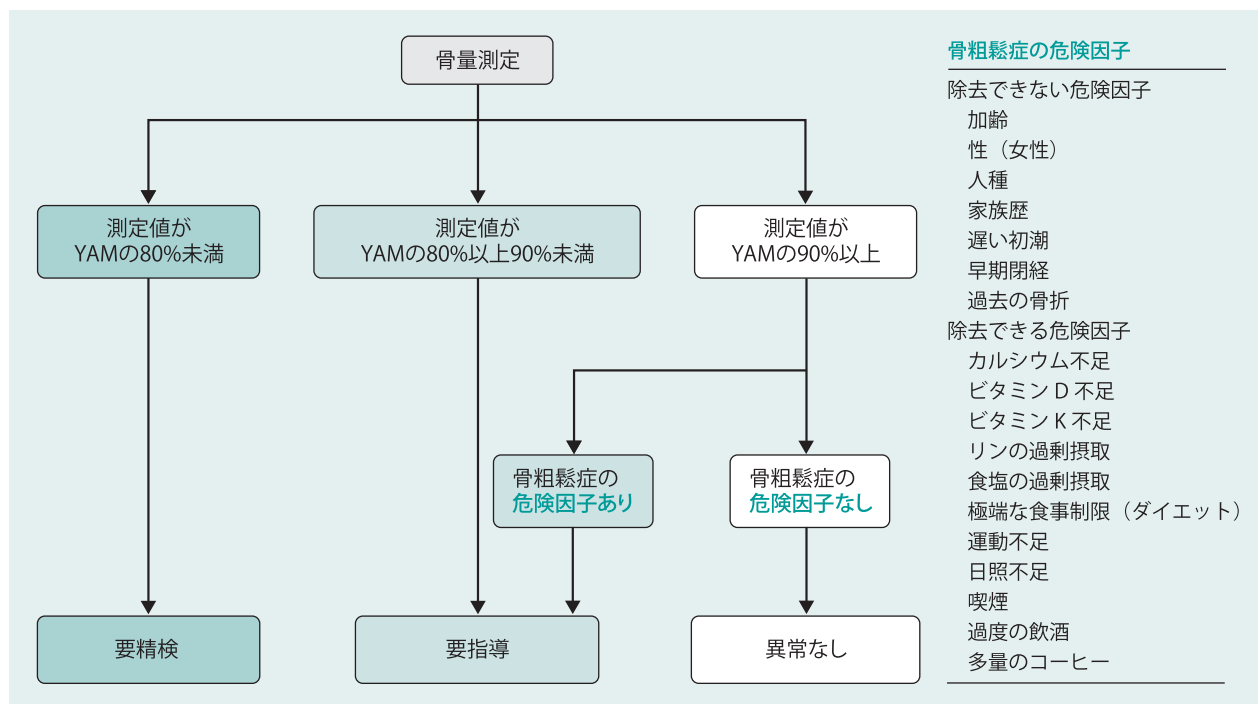 骨量測定
測定値が
YAMの80%未満
測定値が
YAMの80%以上90%未満
測定値が
YAMの90%以上
骨粗鬆症の
危険因子あり
骨粗鬆症の
危険因子なし
要精検
要指導
異常なし
骨粗鬆症の危険因子
除去できない危険因子
加齢
性（女性）
人種
家族歴
遅い初潮
早期閉経
過去の骨折
除去できる危険因子
カルシウム不足
ビタミン D 不足
ビタミン K 不足
リンの過剰摂取
食塩の過剰摂取
極端な食事制限（ダイエット）
運動不足
日照不足
喫煙
過度の飲酒
多量のコーヒー